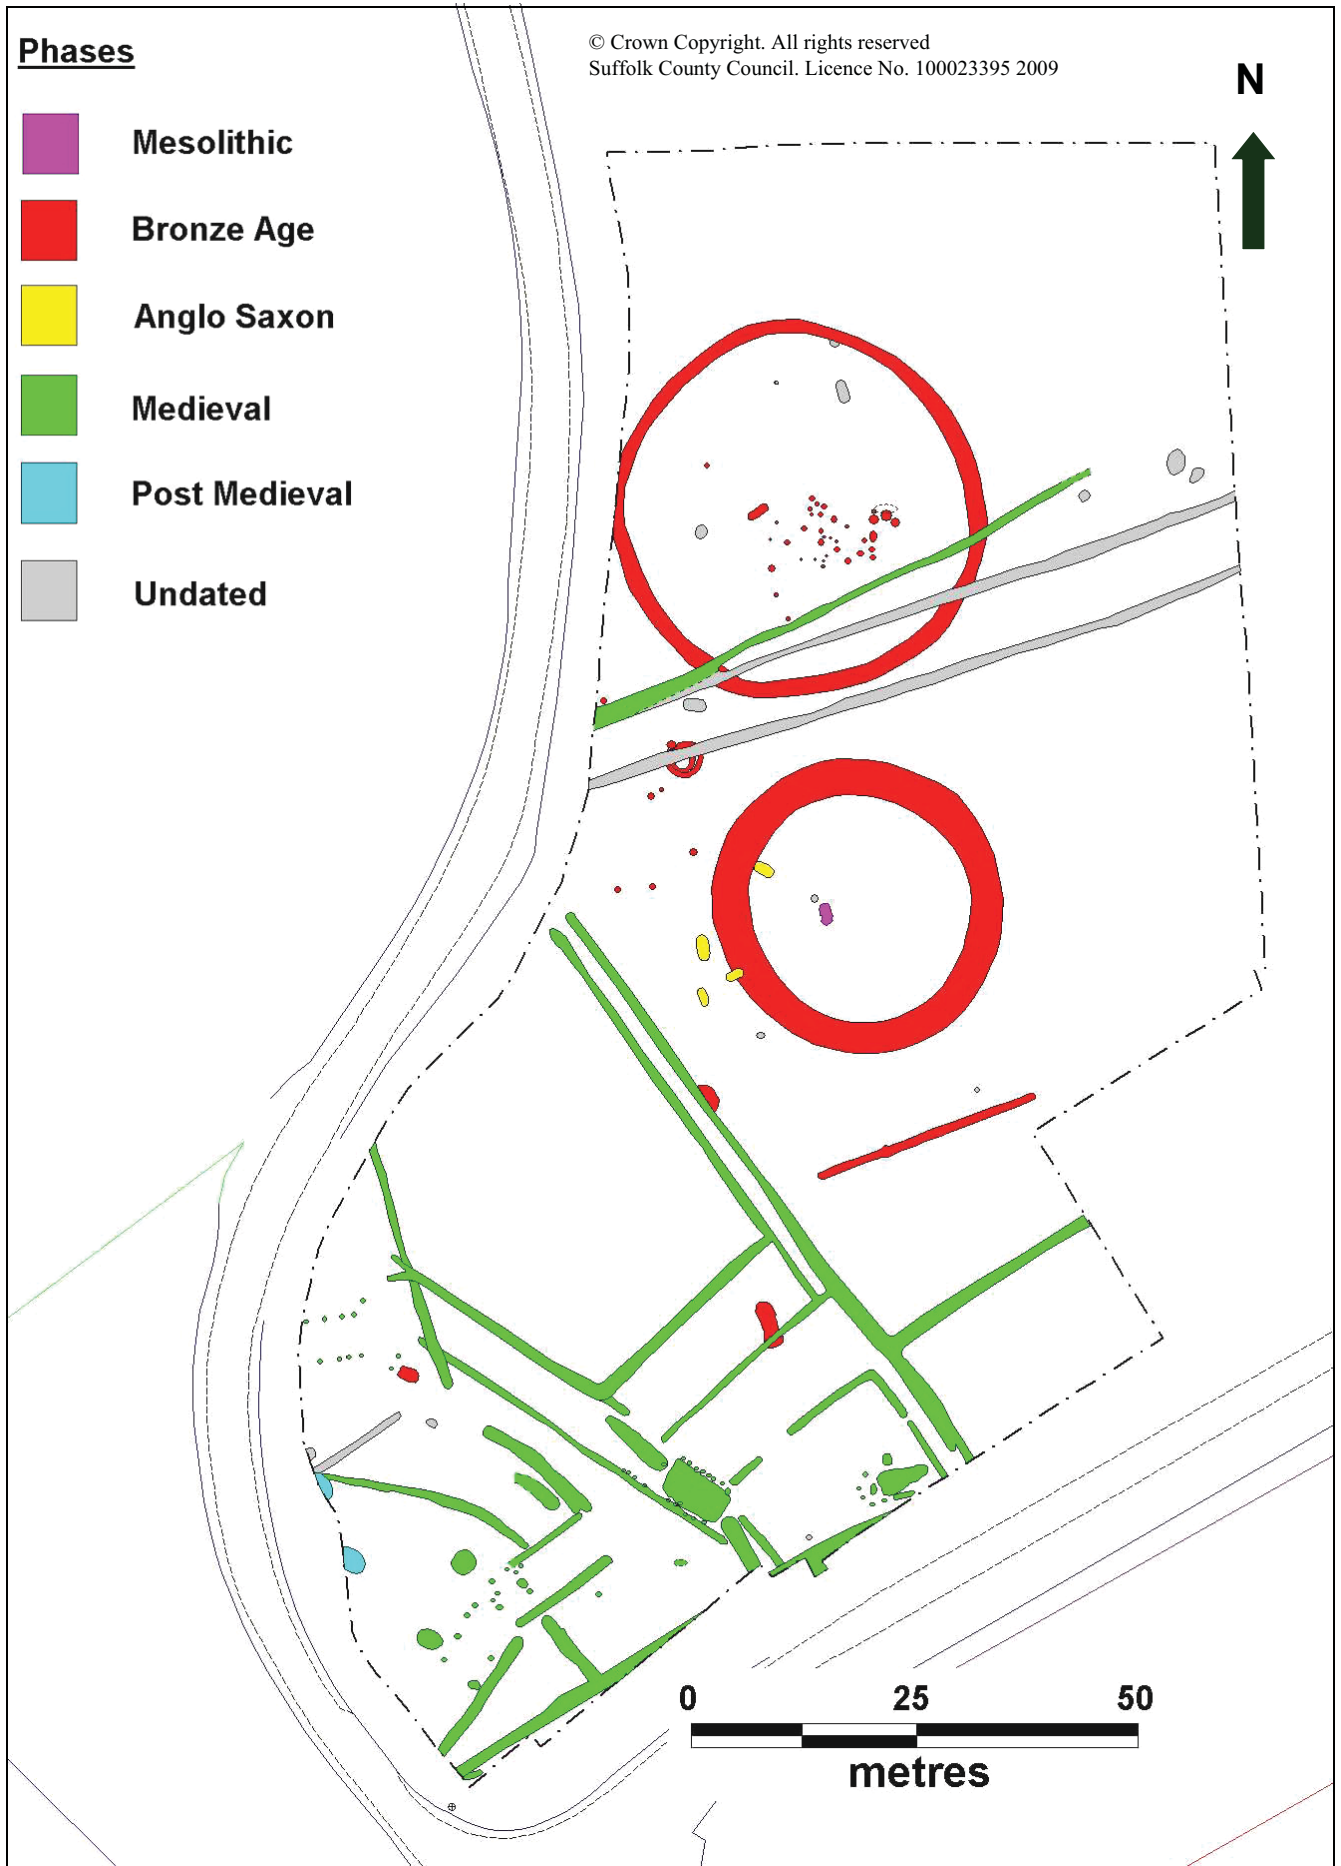 Phases
© Crown Copyright. All rights reserved
Suffolk County Council. Licence No. 100023395 2009
N
Mesolithic
Bronze Age
Anglo Saxon
Medieval
Post Medieval
Undated
0 25 50
metres